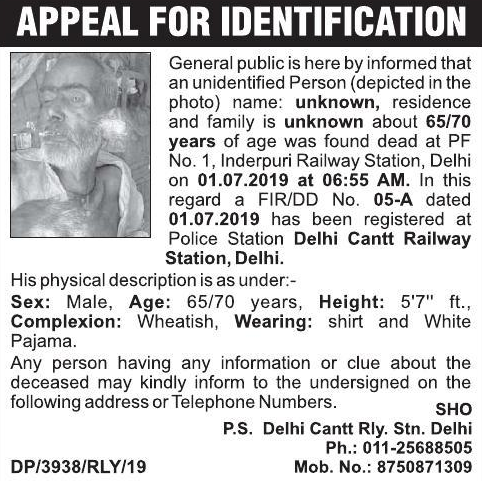 APPEAL FOR IDENTIFICATION
General public is here by informed that
an unidentified Person (depicted in the
photo) name: unknown, residence
and family is unknown about 65/70
years of age was found dead at PF
No. 1, Inderpuri Railway Station, Delhi
on 01.07.2019 at 06:55 AM. In this
regard a FIR/DD No. 05-A dated
01.07.2019 has been registered at
Police Station Delhi Cantt Railway
Station, Delhi.
His physical description is as under:-
Sex: Male, Age: 65/70 years, Height: 5'7" ft.,
Complexion: Wheatish, Wearing: shirt and White
Pajama.
Any person having any information or clue about the
deceased may kindly inform to the undersigned on the
following address or Telephone Numbers.
SHO
P.S. Delhi Cantt Rly. Stn. Delhi
Ph.: 011-25688505
DP/3938/RLY/19 Mob. No.: 8750871309